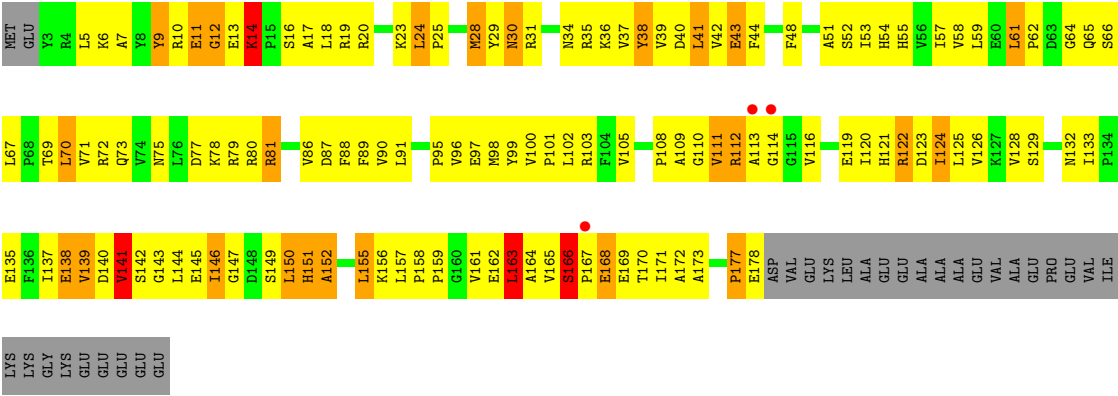 MET GLU Y3 R4 L5 K6 A7 Y8 Y9 R10 E11 G12 E13 K14 P15 S16 A17 L18 R19 R20 K23 L24 P25 M28 Y29 N30 R31 N34 R35 K36 V37 Y38 V39 D40 L41 V42 E43 F44 F48 A51 S52 I53 H54 H55 V56 I57 V58 L59 E60 L61 P62 D63 G64 Q65 S66
L67 P68 T69 L70 V71 R72 Q73 V74 N75 L76 D77 K78 R79 R80 R81 V86 D87 F88 F89 V90 L91 P95 V96 E97 M98 Y99 V100 P101 L102 R103 F104 V105 P108 A109 G110 V111 R112 A113 G114 G115 V116 E119 I120 H121 R122 D123 I124 L125 V126 K127 V128 S129 N132 I133 P134
E135 F136 I137 E138 V139 D140 V141 S142 G143 L144 E145 I146 G147 D148 S149 L150 H151 A152 L155 K156 L157 P158 P159 G160 V161 E162 L163 A164 V165 S166 P167 E168 E169 T170 I171 A172 A173 P177 E178 ASP VAL GLU LYS LEU ALA GLU GLU ALA ALA ALA GLU VAL ALA GLU PRO GLU VAL ILE
LYS LYS GLY LYS GLU GLU GLU GLU GLU